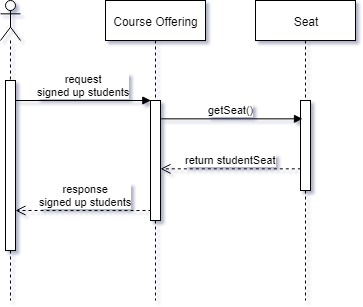 Course Offering
Seat
request
signed up students
getSeat()
return studentSeat
response
signed up students